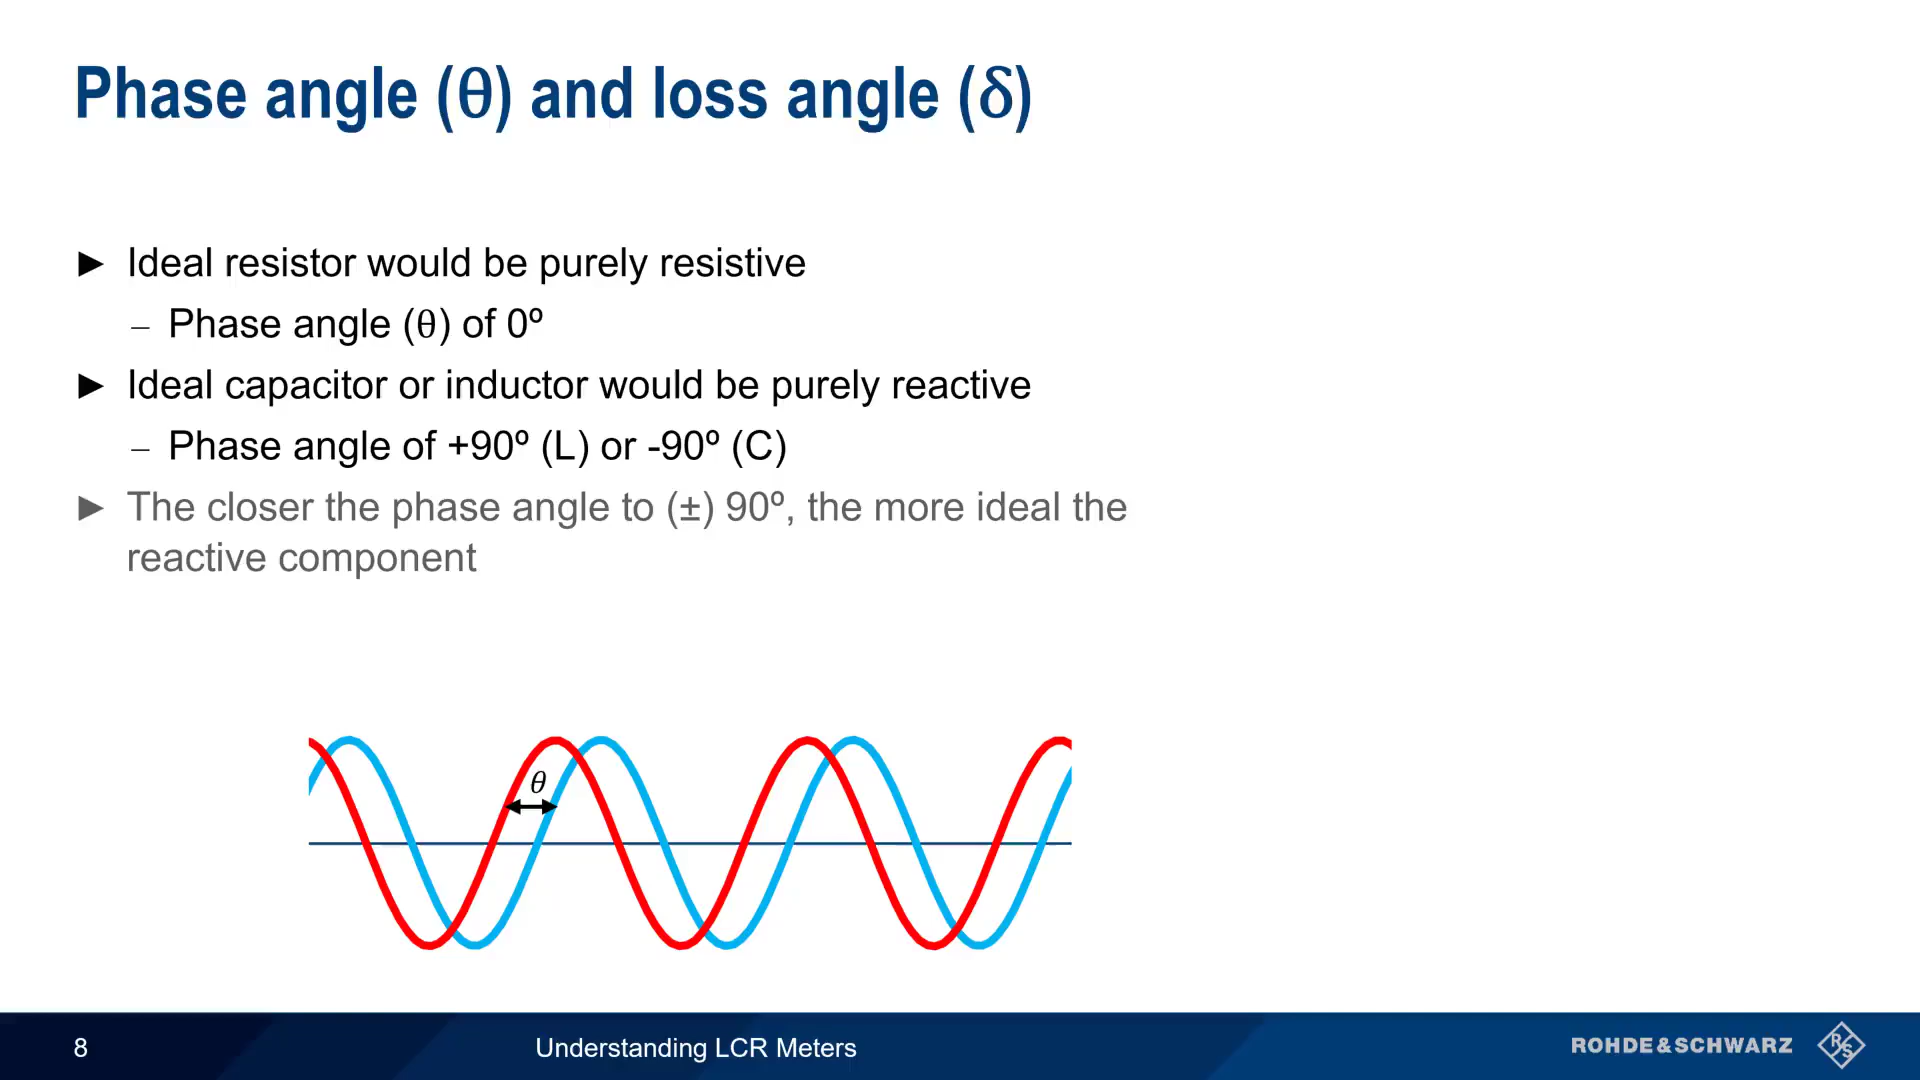 Phase angle (θ) and loss angle (δ)
► Ideal resistor would be purely resistive
– Phase angle (θ) of 0º
► Ideal capacitor or inductor would be purely reactive
– Phase angle of +90º (L) or -90º (C)
► The closer the phase angle to (±) 90º, the more ideal the
reactive component
θ
8
Understanding LCR Meters
ROHDE&SCHWARZ
RS